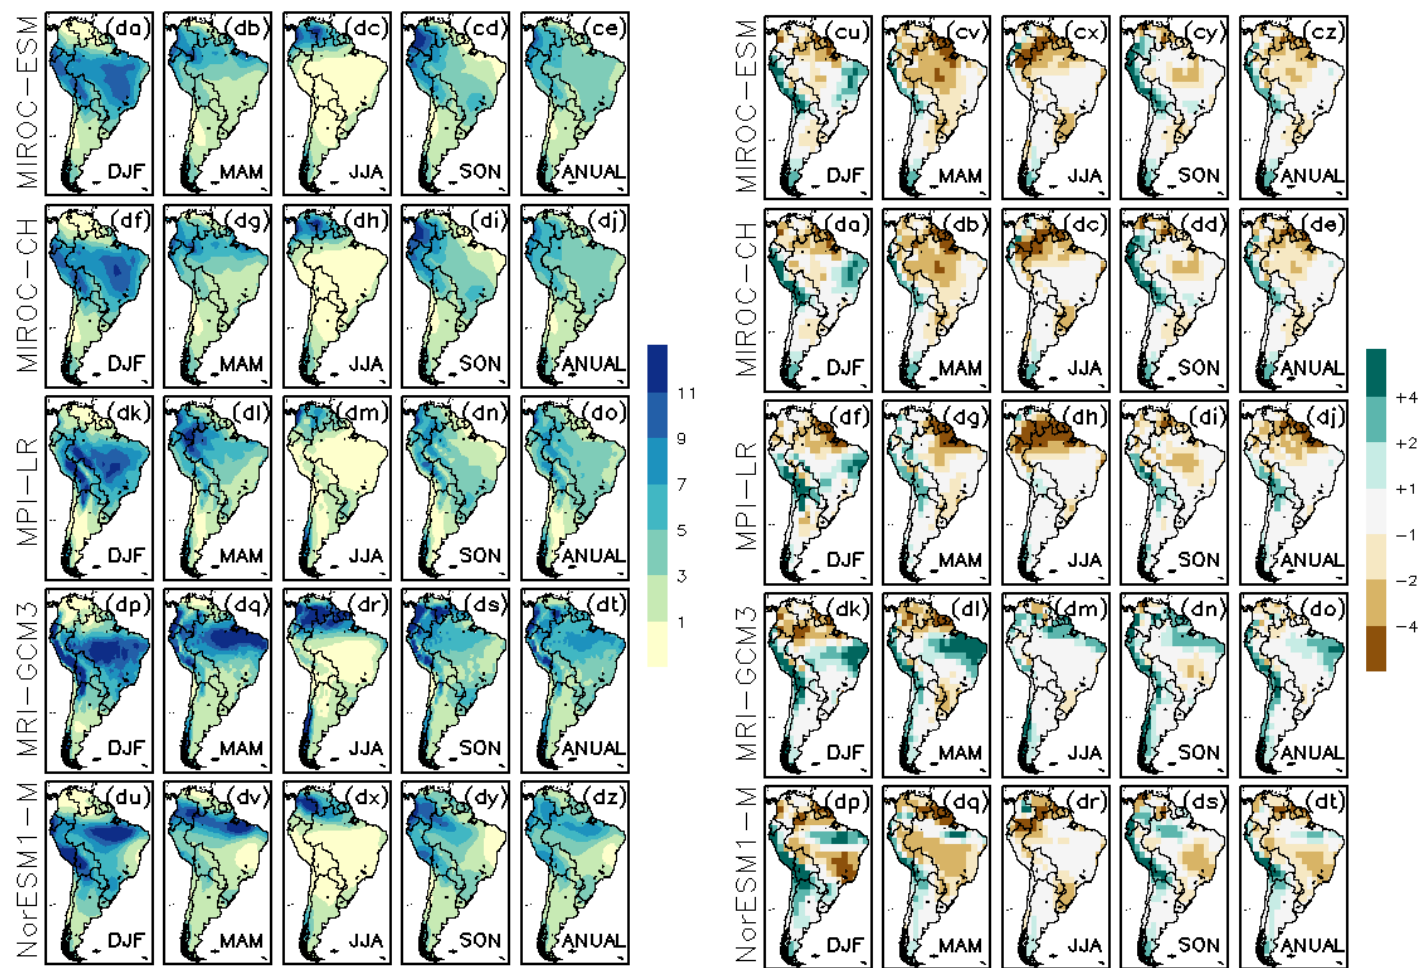 MIROC-ESM
(da) DJF
(db) MAM
(dc) JJA
(cd) SON
(ce) ANUAL
MIROC-CH
(df) DJF
(dg) MAM
(dh) JJA
(di) SON
(dj) ANUAL
MPI-LR
(dk) DJF
(dl) MAM
(dm) JJA
(dn) SON
(do) ANUAL
MRI-GCM3
(dp) DJF
(dq) MAM
(dr) JJA
(ds) SON
(dt) ANUAL
NorESM1-M
(du) DJF
(dv) MAM
(dx) JJA
(dy) SON
(dz) ANUAL
11
9
7
5
3
1
MIROC-ESM
(cu) DJF
(cv) MAM
(cx) JJA
(cy) SON
(cz) ANUAL
MIROC-CH
(da) DJF
(db) MAM
(dc) JJA
(dd) SON
(de) ANUAL
MPI-LR
(df) DJF
(dg) MAM
(dh) JJA
(di) SON
(dj) ANUAL
MRI-GCM3
(dk) DJF
(dl) MAM
(dm) JJA
(dn) SON
(do) ANUAL
NorESM1-M
(dp) DJF
(dq) MAM
(dr) JJA
(ds) SON
(dt) ANUAL
+4
+2
+1
-1
-2
-4